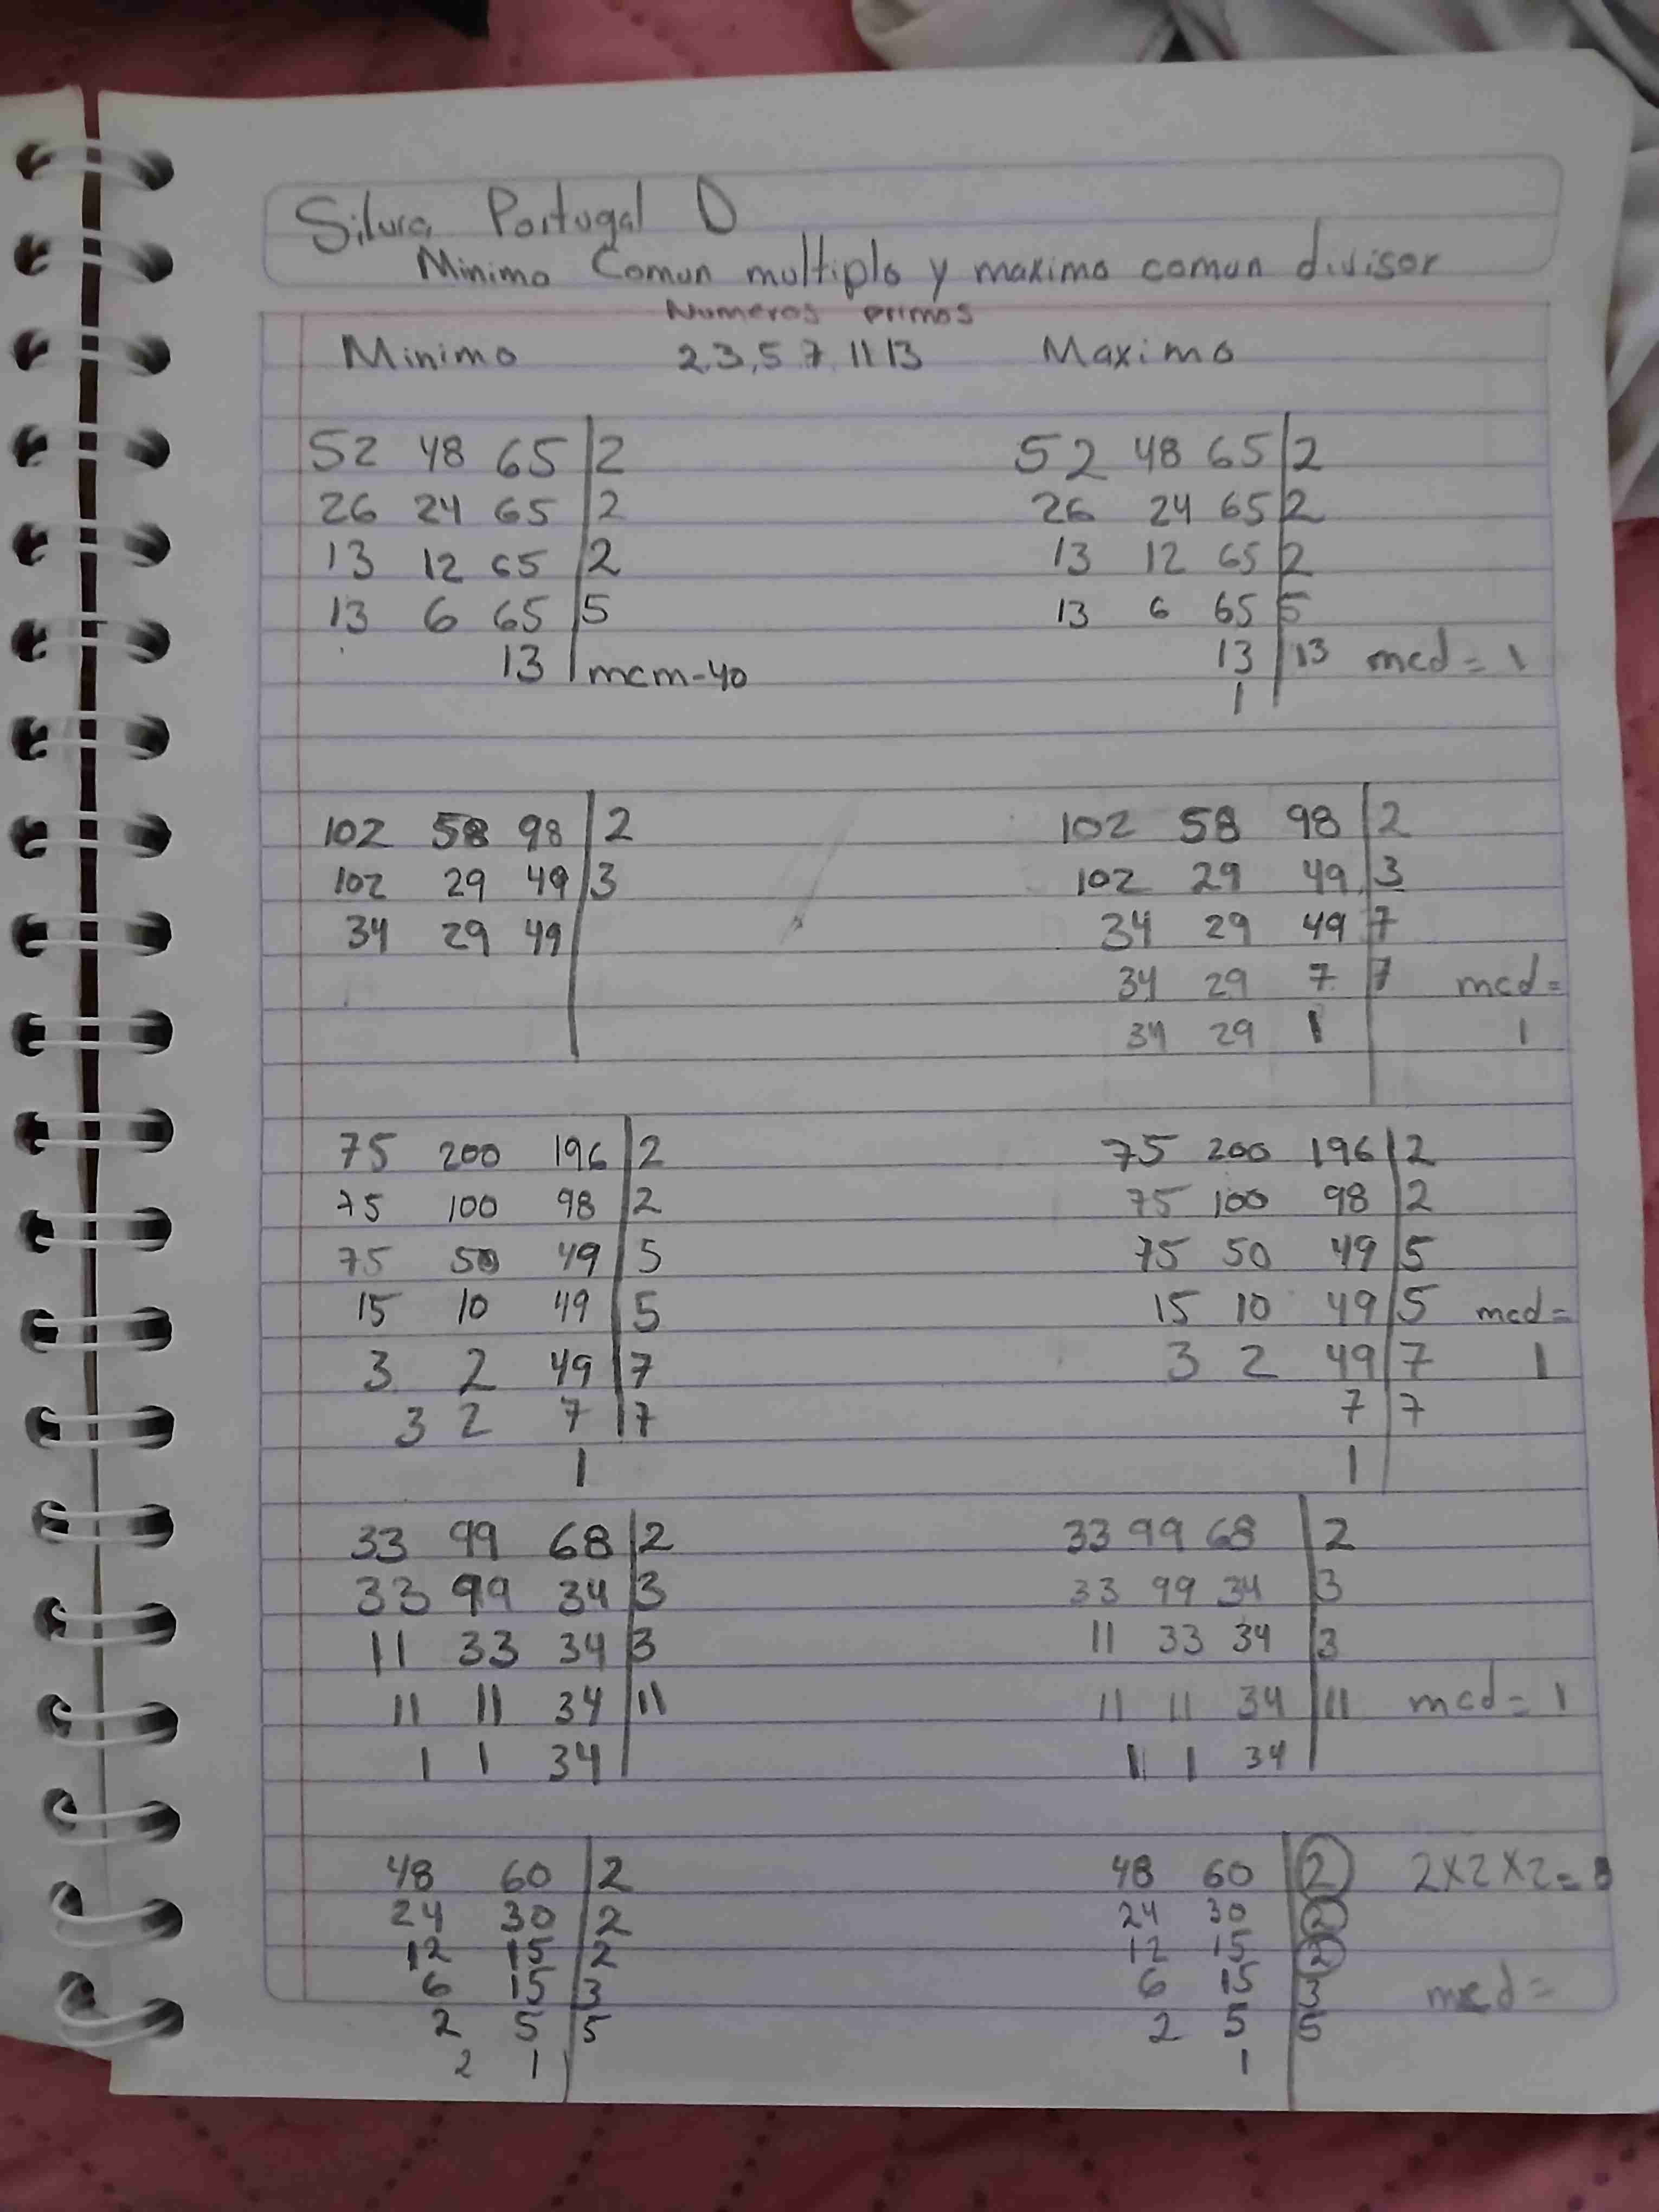 Silva Portugal D
Minimo Comun multiplo y maximo comun divisor
Numeros primos
Minimo 2,3,5 7, 11 13 Maximo
52 48 65 2
26 24 65 2
13 12 65 2
13 6 65 5
13 mcm-40
52 48 65 2
26 24 65 2
13 12 65 2
13 6 65 5
13 13 mcd = 1
1
102 58 98 2
102 29 49 3
34 29 49
102 58 98 2
102 29 49 3
34 29 49 7
34 29 7 7 mcd =
34 29 1 1
75 200 196 2
75 100 98 2
75 50 49 5
15 10 49 5
3 2 49 7
3 2 7 7
1
75 200 196 2
75 100 98 2
75 50 49 5
15 10 49 5 mcd =
3 2 49 7 1
7 7
1
33 99 68 2
33 99 34 3
11 33 34 3
11 11 34 11
1 1 34
33 99 68 2
33 99 34 3
11 33 34 3
11 11 34 11 mcd = 1
1 1 34
48 60 2
24 30 2
12 15 2
6 15 3
2 5 5
2 1
48 60 2 2x2x2=8
24 30 2
12 15 2
6 15 3 mcd =
2 5 5
1